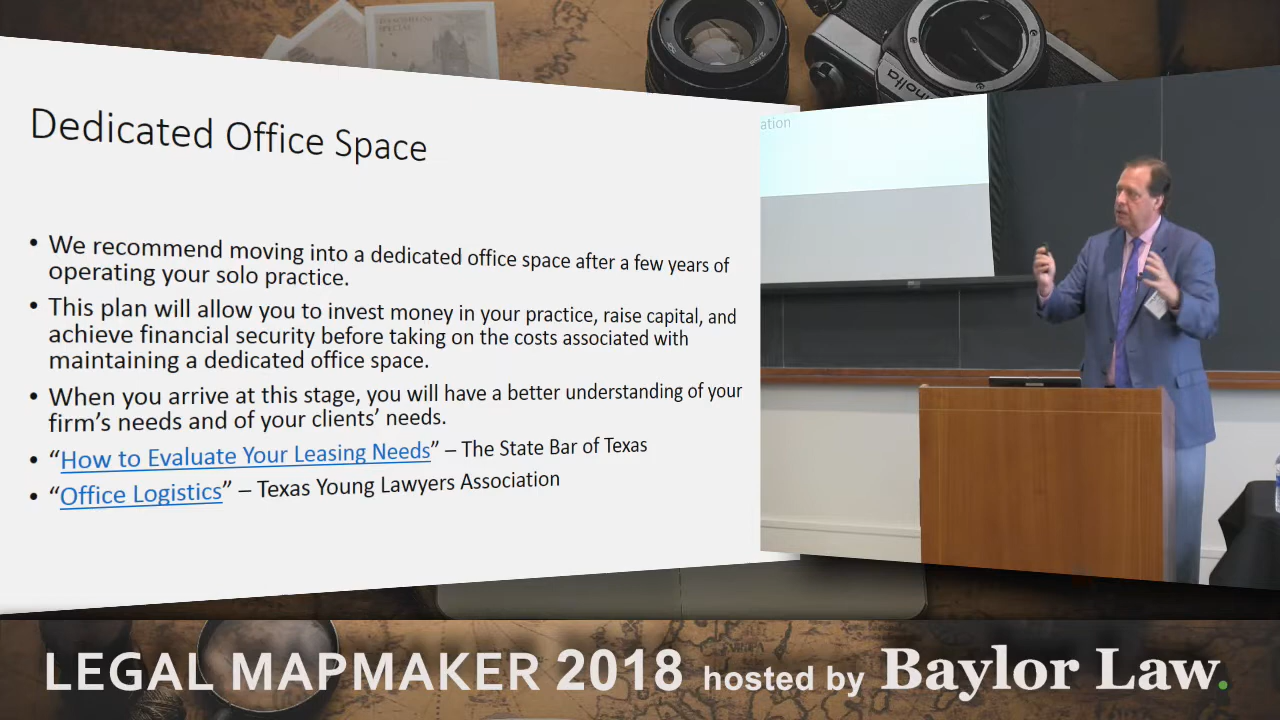 Dedicated Office Space
• We recommend moving into a dedicated office space after a few years of
operating your solo practice.
• This plan will allow you to invest money in your practice, raise capital, and
achieve financial security before taking on the costs associated with
maintaining a dedicated office space.
• When you arrive at this stage, you will have a better understanding of your
firm’s needs and of your clients’ needs.
• “How to Evaluate Your Leasing Needs” – The State Bar of Texas
• “Office Logistics” – Texas Young Lawyers Association
ation
minolta
LEGAL MAPMAKER 2018 hosted by Baylor Law.